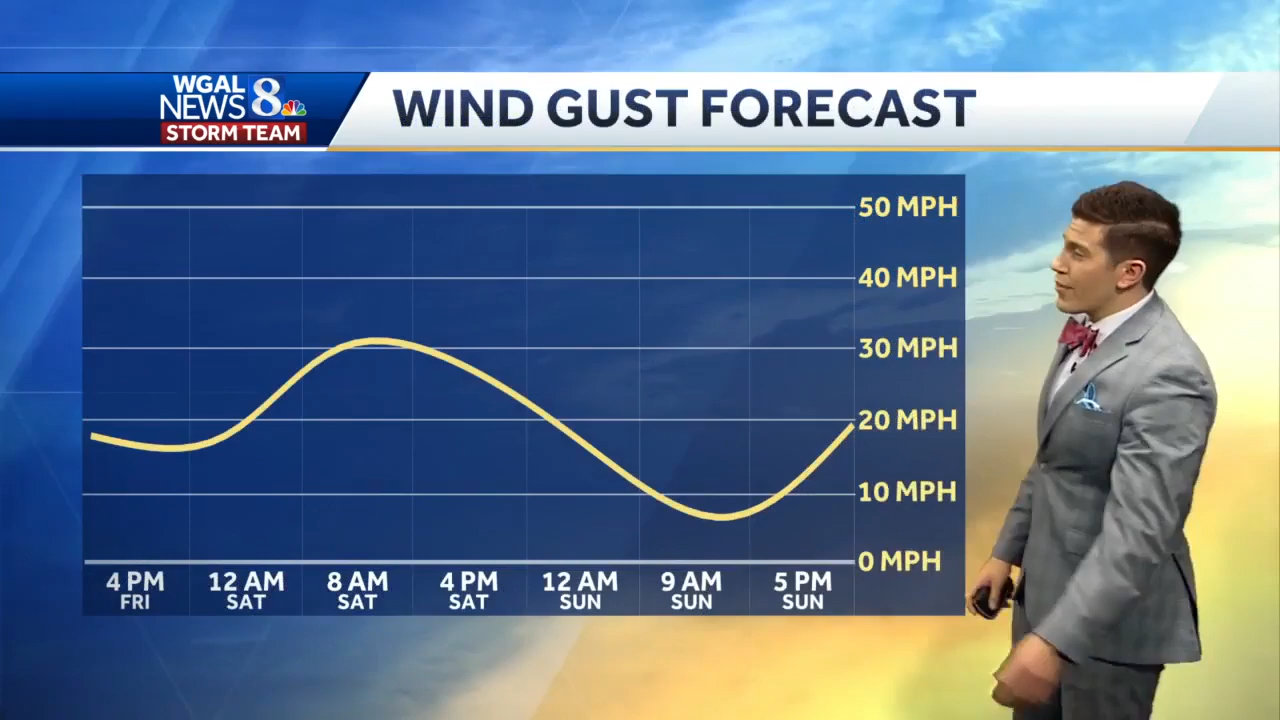 WGAL
NEWS 8
STORM TEAM
WIND GUST FORECAST
50 MPH
40 MPH
30 MPH
20 MPH
10 MPH
0 MPH
4 PM 12 AM 8 AM 4 PM 12 AM 9 AM 5 PM
FRI SAT SAT SAT SUN SUN SUN